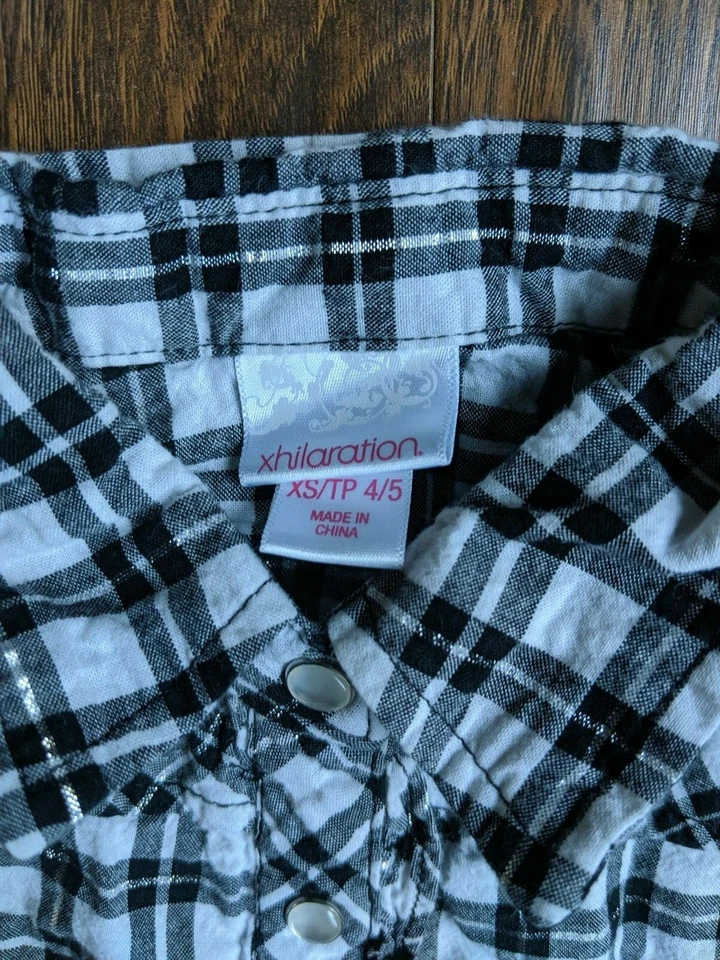 xhilaration.
XS/TP 4/5
MADE IN
CHINA